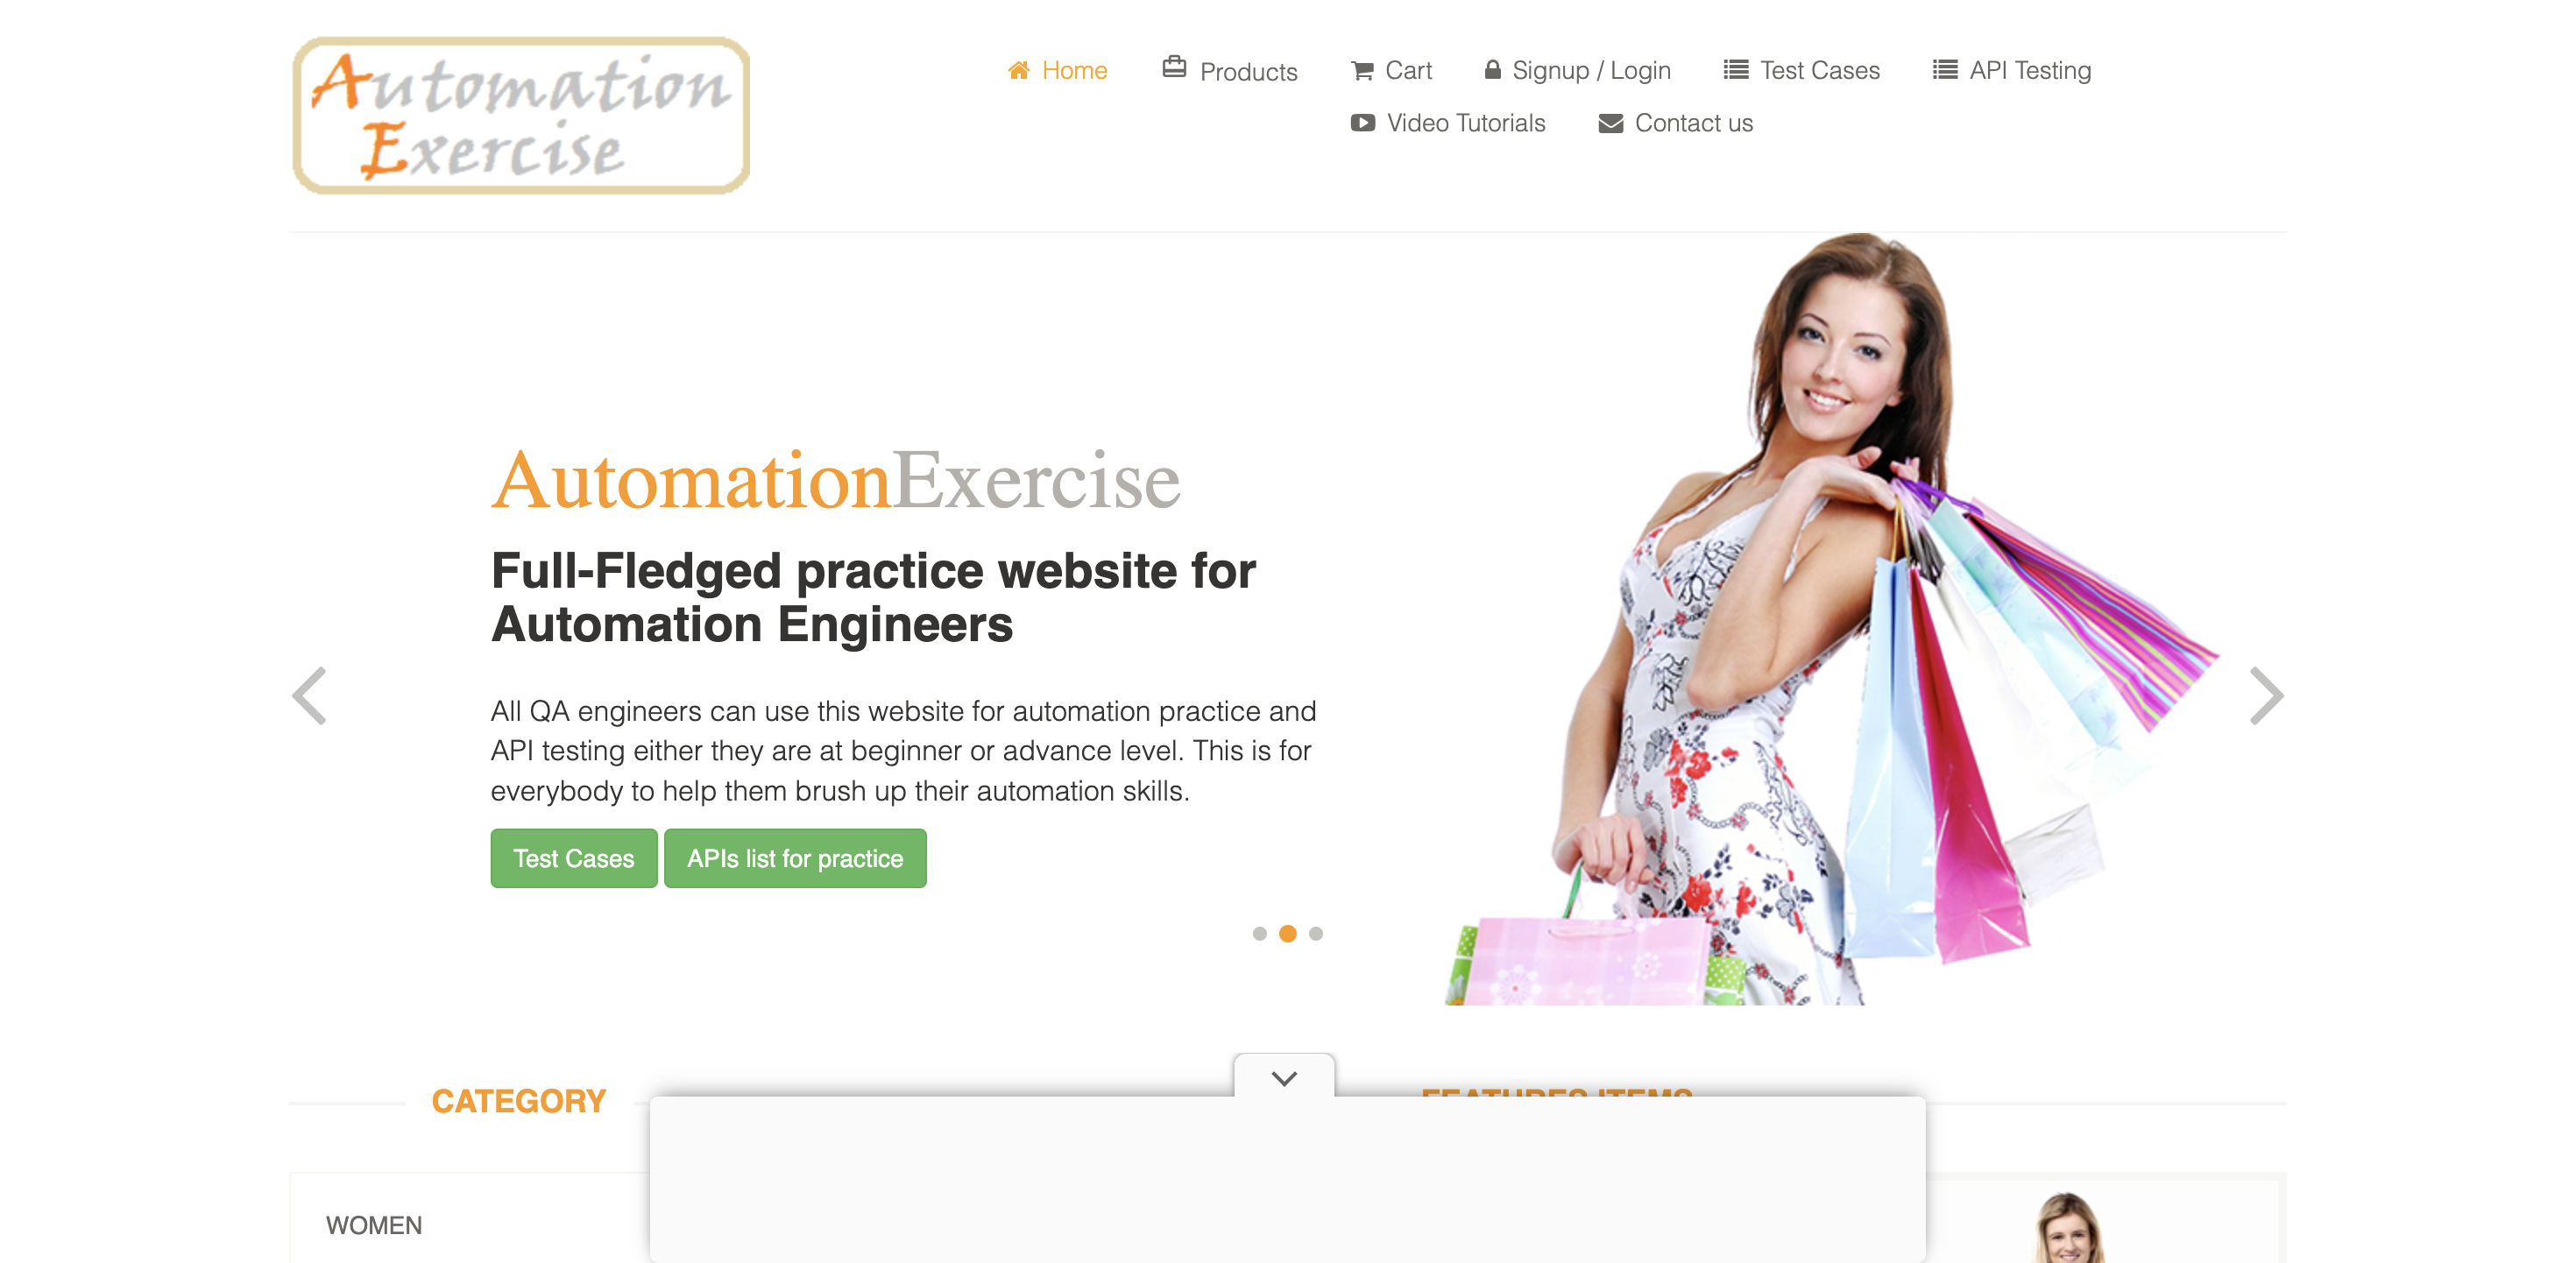 Automation
Exercise
Home Products Cart Signup / Login Test Cases API Testing
Video Tutorials Contact us
AutomationExercise
Full-Fledged practice website for
Automation Engineers
All QA engineers can use this website for automation practice and
API testing either they are at beginner or advance level. This is for
everybody to help them brush up their automation skills.
Test Cases APIs list for practice
CATEGORY
FEATURES ITEMS
WOMEN